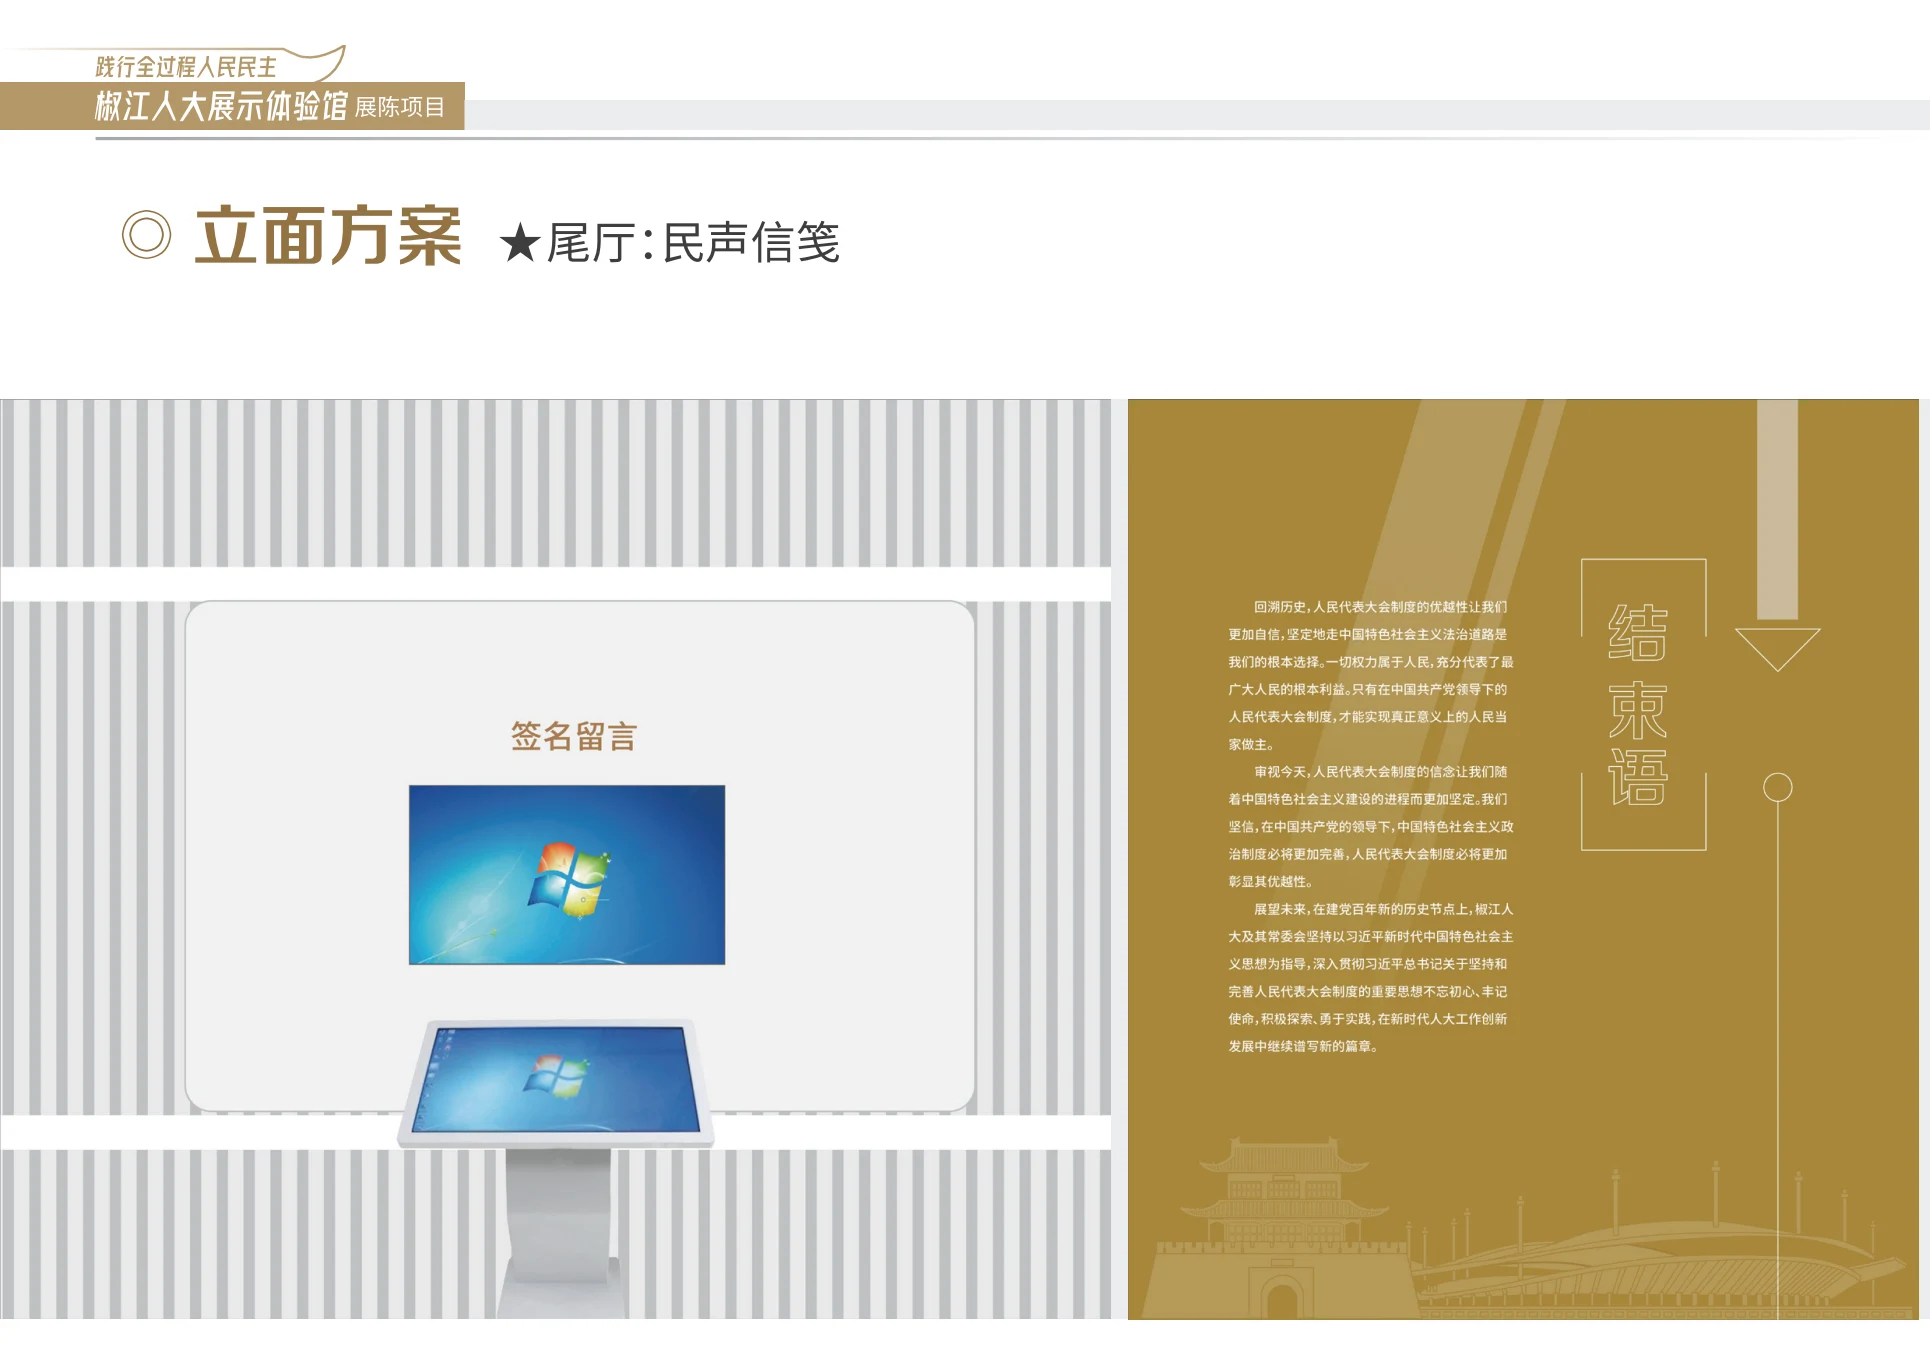 践行全过程人民民主
椒江人大展示体验馆 展陈项目
◎ 立面方案 ★尾厅：民声信笺
签名留言
结束语
回溯历史，人民代表大会制度的优越性让我们
更加自信，坚定地走中国特色社会主义法治道路是
我们的根本选择。一切权力属于人民，充分代表了最
广大人民的根本利益。只有在中国共产党领导下的
人民代表大会制度，才能实现真正意义上的人民当
家做主。
审视今天，人民代表大会制度的信念让我们随
着中国特色社会主义建设的进程而更加坚定。我们
坚信，在中国共产党的领导下，中国特色社会主义政
治制度必将更加完善，人民代表大会制度必将更加
彰显其优越性。
展望未来，在建党百年新的历史节点上，椒江人
大及其常委会坚持以习近平新时代中国特色社会主
义思想为指导，深入贯彻习近平总书记关于坚持和
完善人民代表大会制度的重要思想不忘初心、丰记
使命，积极探索、勇于实践，在新时代人大工作创新
发展中继续谱写新的篇章。